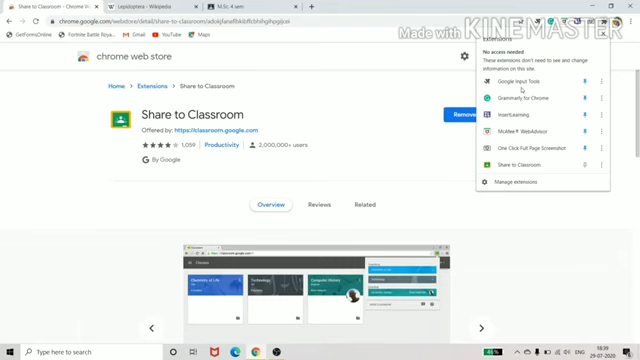 Share to Classroom - Chrome W
Lepidoptera - Wikipedia
M.Sc. 4 sem
chrome.google.com/webstore/detail/share-to-classroom/adokjfanaflbkibffcbhihgihpgijcei
GetFormsOnline
Fortnite Battle Royal...
Made with KINEMASTER
Extensions
chrome web store
No access needed
These extensions don't need to see and change
information on this site.
Google Input Tools
Grammarly for Chrome
InsertLearning
McAfee® WebAdvisor
One Click Full Page Screenshot
Share to Classroom
Manage extensions
Home
Extensions
Share to Classroom
Share to Classroom
Offered by: https://classroom.google.com
1,059
Productivity
2,000,000+ users
By Google
Remove
Overview
Reviews
Related
Chemistry of Life
Technology
Computer History
Type here to search
46%
ENG
18:39
29-07-2020